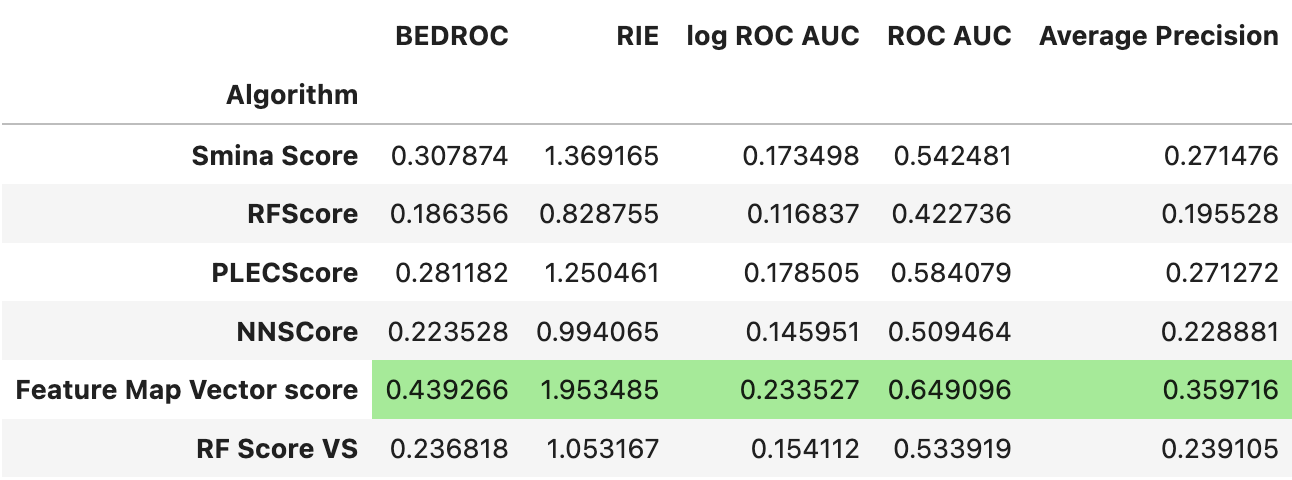 BEDROC RIE log ROC AUC ROC AUC Average Precision
Algorithm
Smina Score 0.307874 1.369165 0.173498 0.542481 0.271476
RFScore 0.186356 0.828755 0.116837 0.422736 0.195528
PLECScore 0.281182 1.250461 0.178505 0.584079 0.271272
NNSCore 0.223528 0.994065 0.145951 0.509464 0.228881
Feature Map Vector score 0.439266 1.953485 0.233527 0.649096 0.359716
RF Score VS 0.236818 1.053167 0.154112 0.533919 0.239105